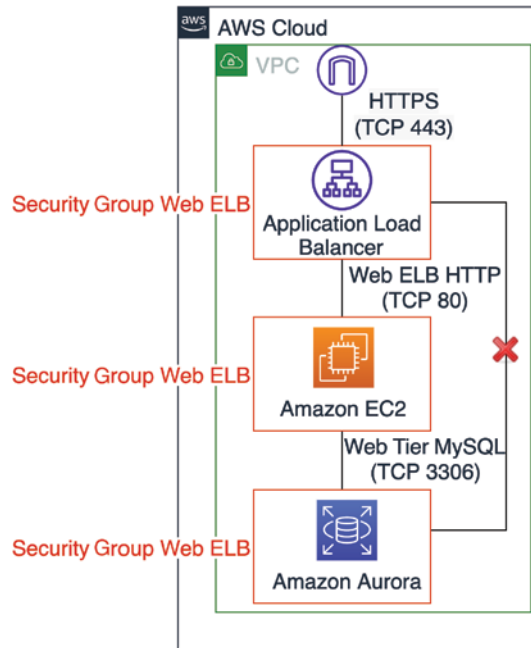 aws
AWS Cloud
VPC
HTTPS
(TCP 443)
Security Group Web ELB
Application Load
Balancer
Web ELB HTTP
(TCP 80)
Security Group Web ELB
Amazon EC2
Web Tier MySQL
(TCP 3306)
Security Group Web ELB
Amazon Aurora